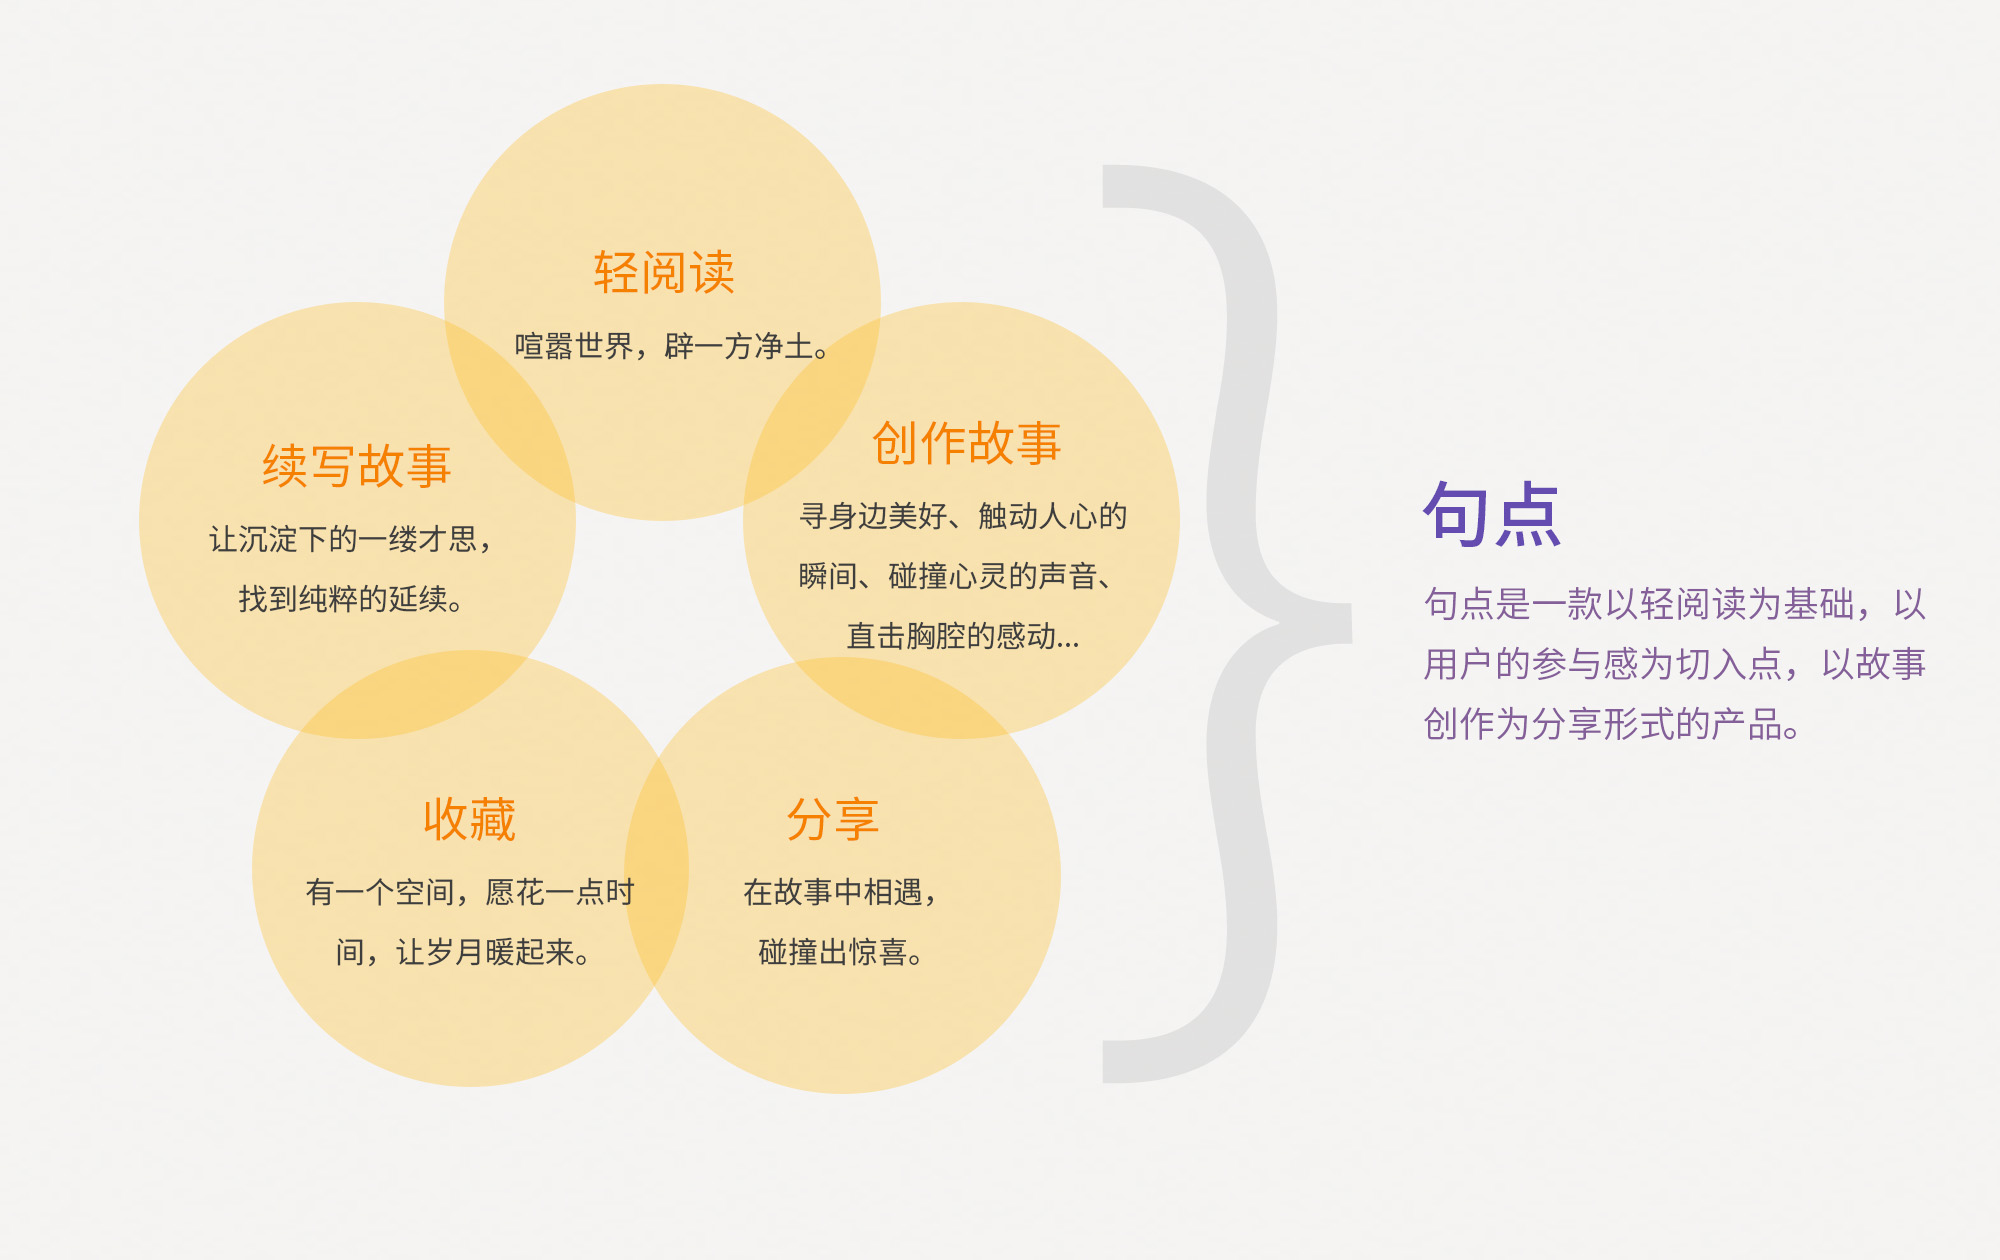 轻阅读
喧嚣世界，辟一方净土。
续写故事
让沉淀下的一缕才思，
找到纯粹的延续。
创作故事
寻身边美好、触动人心的
瞬间、碰撞心灵的声音、
直击胸腔的感动...
收藏
有一个空间，愿花一点时
间，让岁月暖起来。
分享
在故事中相遇，
碰撞出惊喜。
句点
句点是一款以轻阅读为基础，以
用户的参与感为切入点，以故事
创作为分享形式的产品。